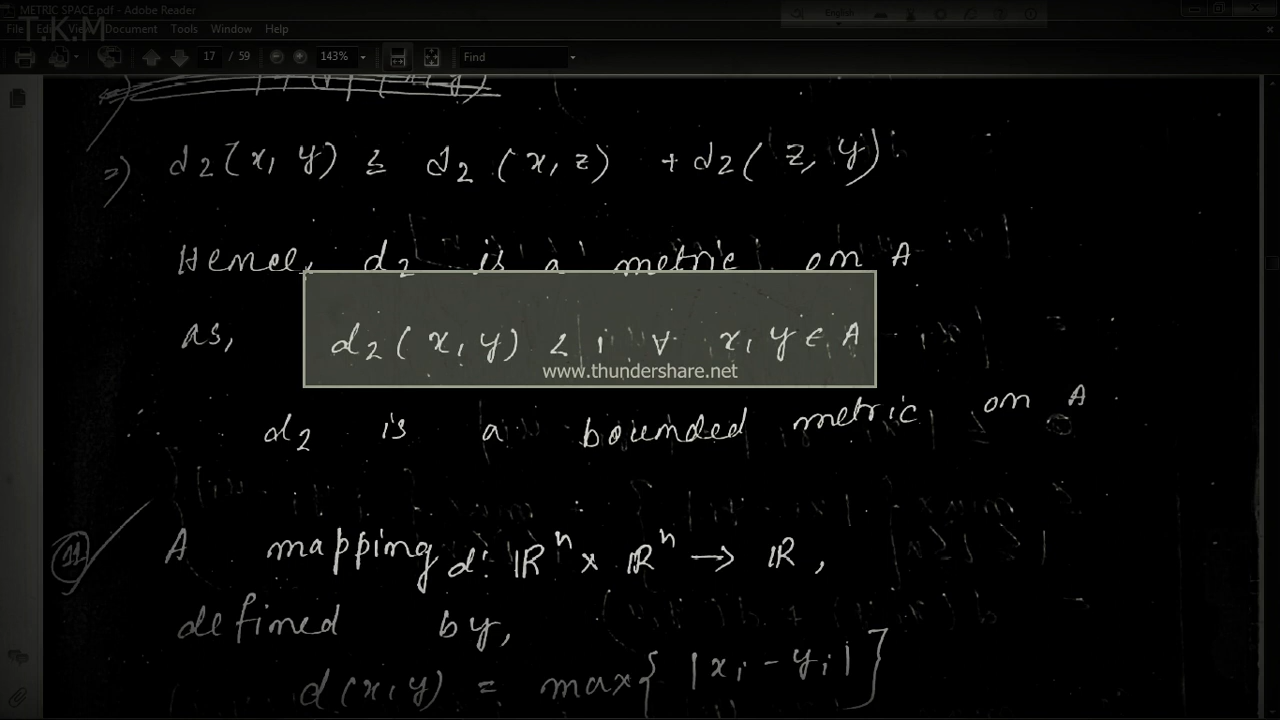 METRIC SPACE.pdf - Adobe Reader
English
T.K.M
File Edit View Document Tools Window Help
17 / 59 143% Find
=> d2(x, y) ≤ d2(x, z) + d2(z, y).
Hence, d2 is a metric on A
as, d2(x, y) < 1 ∀ x, y ∈ A
www.thundershare.net
d2 is a bounded metric on A
11 A mapping d: ℝⁿ × ℝⁿ → ℝ,
defined by,
d(x, y) = max{ |xi - yi| }